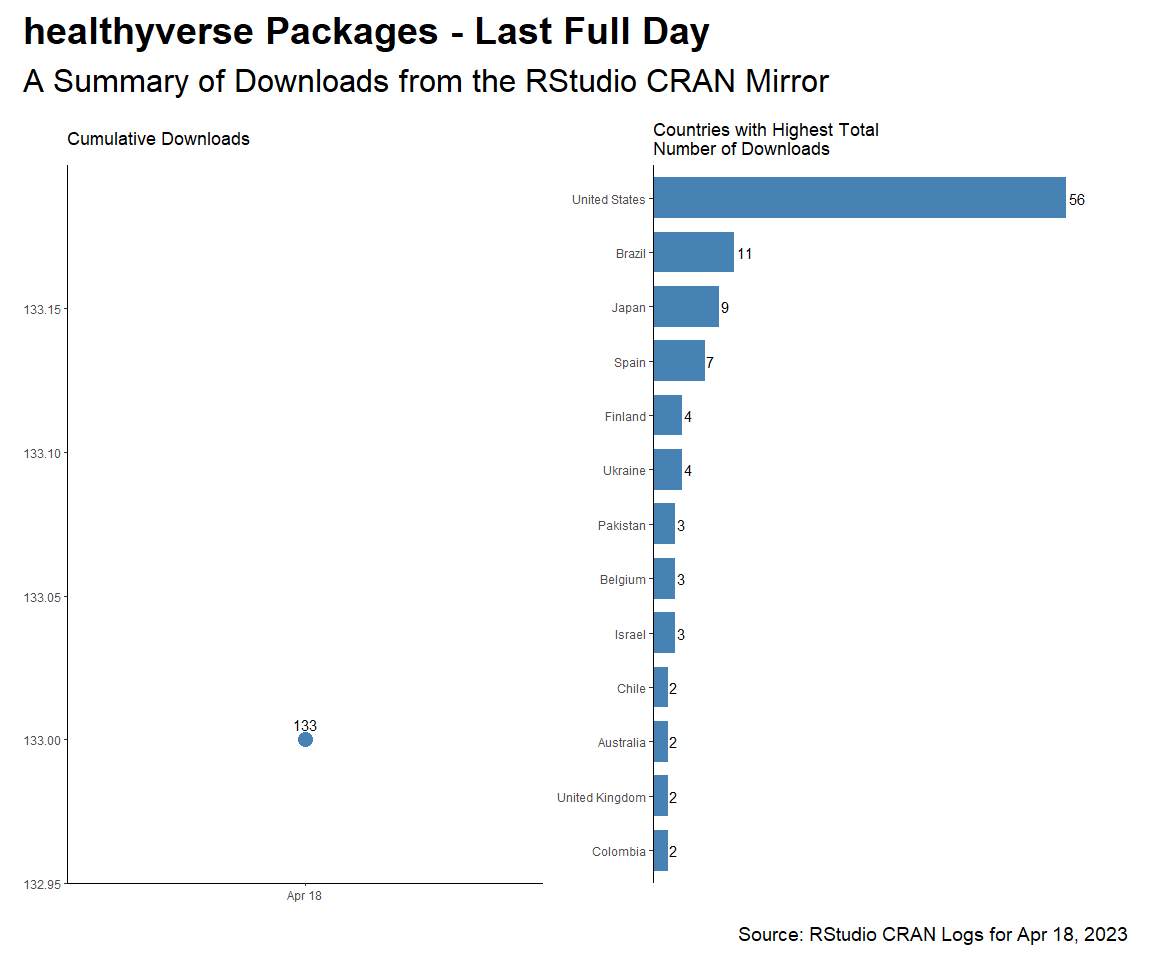 healthyverse Packages - Last Full Day
A Summary of Downloads from the RStudio CRAN Mirror
Cumulative Downloads
133.15
133.10
133.05
133.00
132.95
133
Apr 18
Countries with Highest Total
Number of Downloads
United States 56
Brazil 11
Japan 9
Spain 7
Finland 4
Ukraine 4
Pakistan 3
Belgium 3
Israel 3
Chile 2
Australia 2
United Kingdom 2
Colombia 2
Source: RStudio CRAN Logs for Apr 18, 2023